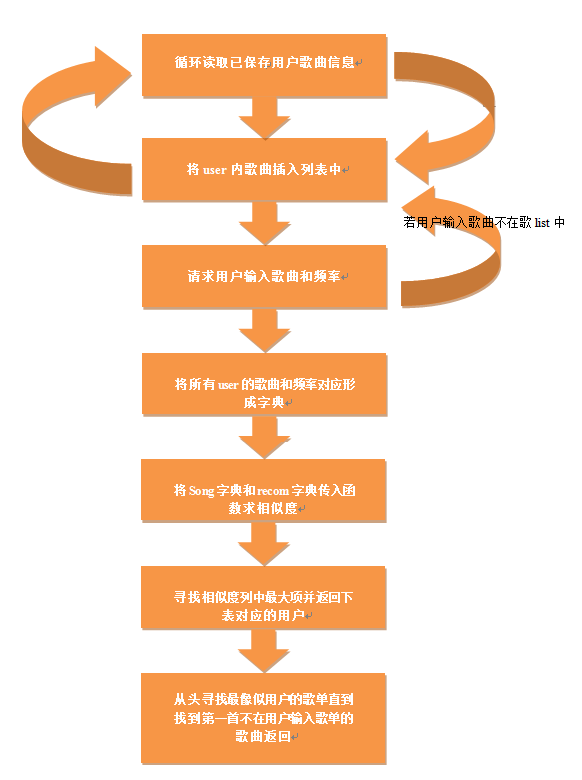 循环读取已保存用户歌曲信息
将 user 内歌曲插入列表中
若用户输入歌曲不在歌 list 中
请求用户输入歌曲和频率
将所有 user 的歌曲和频率对应形
成字典
将 Song 字典和 recom 字典传入函
数求相似度
寻找相似度列中最大项并返回下
表对应的用户
从头寻找最像似用户的歌单直到
找到第一首不在用户输入歌单的
歌曲返回